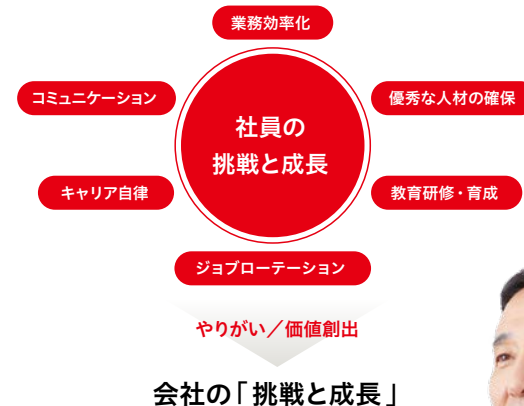 業務効率化
コミュニケーション
優秀な人材の確保
社員の
挑戦と成長
キャリア自律
教育研修・育成
ジョブローテーション
やりがい／価値創出
会社の「挑戦と成長」